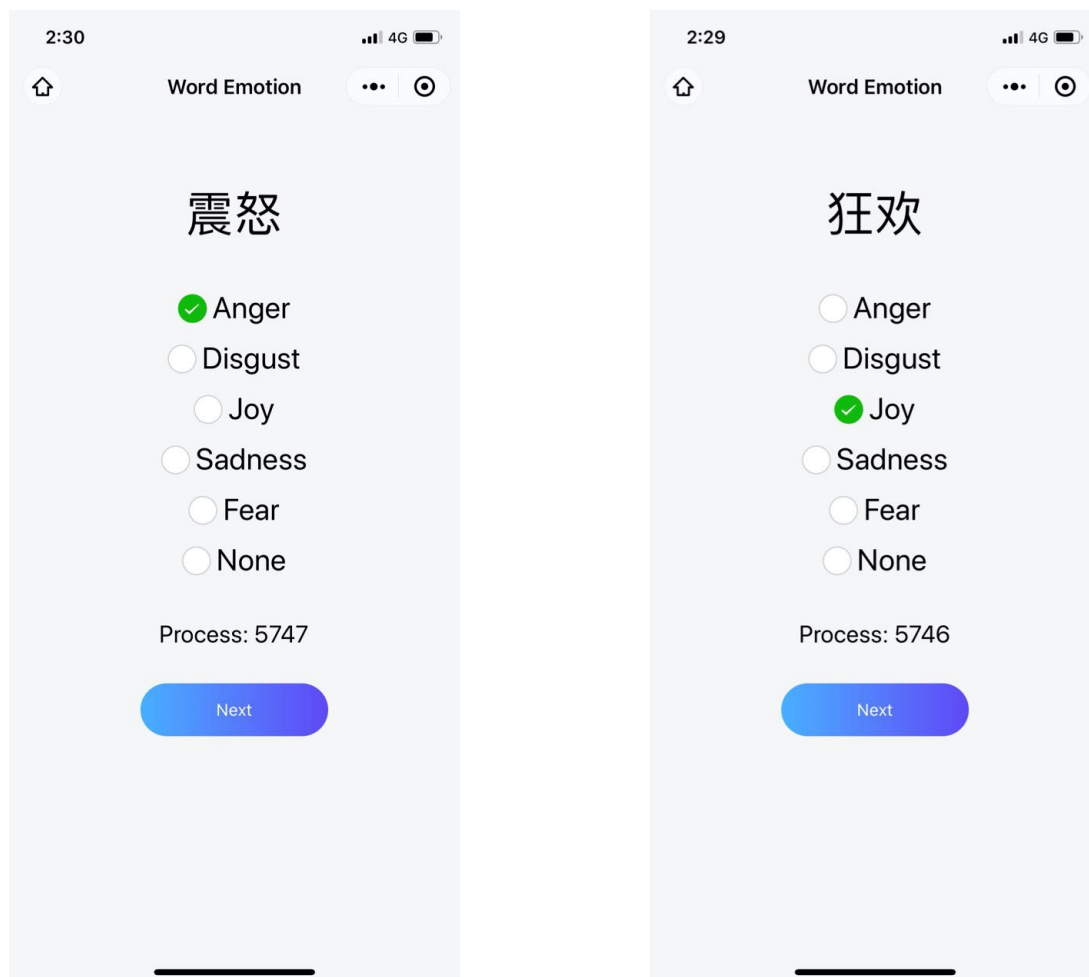 2:30
4G
Word Emotion
震怒
Anger
Disgust
Joy
Sadness
Fear
None
Process: 5747
Next
2:29
4G
Word Emotion
狂欢
Anger
Disgust
Joy
Sadness
Fear
None
Process: 5746
Next